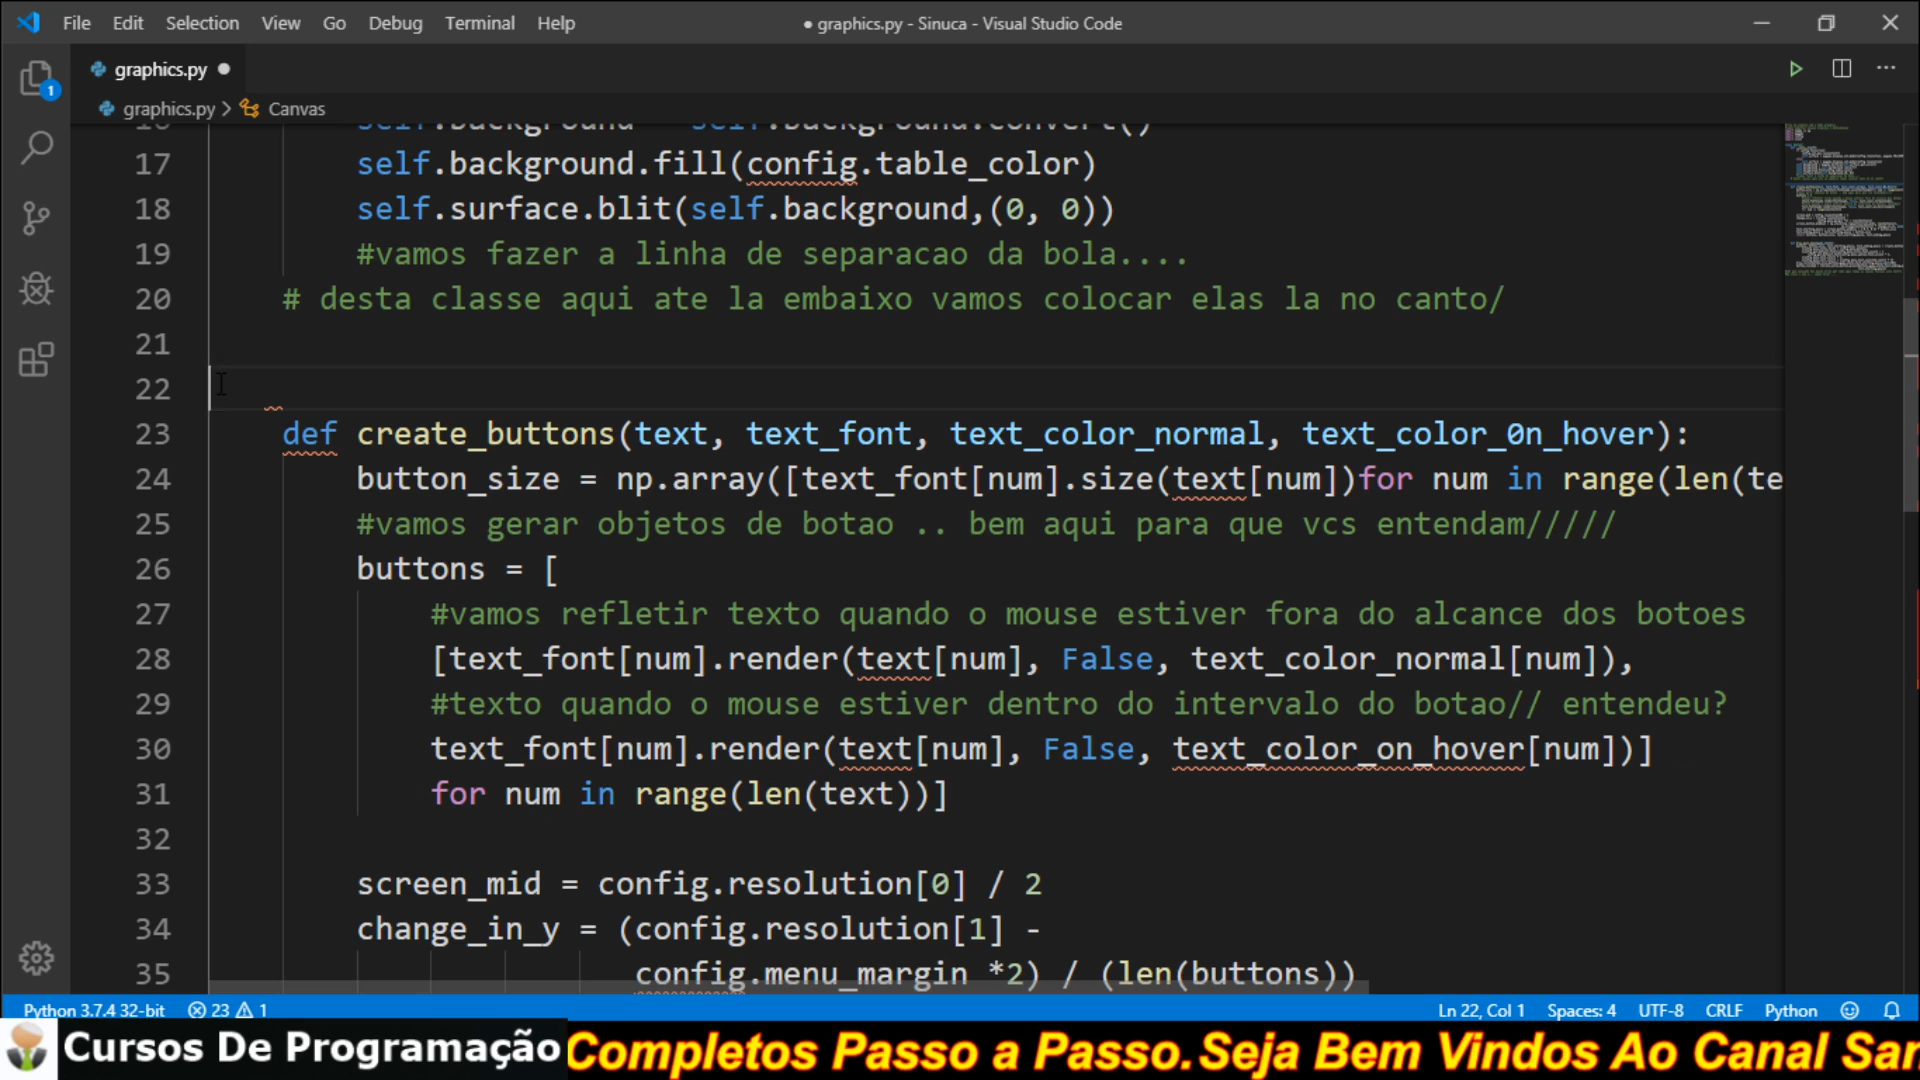 File Edit Selection View Go Debug Terminal Help
● graphics.py - Sinuca - Visual Studio Code
graphics.py ●
graphics.py > Canvas
1
16 self.background = self.background.convert()
17 self.background.fill(config.table_color)
18 self.surface.blit(self.background,(0, 0))
19 #vamos fazer a linha de separacao da bola....
20 # desta classe aqui ate la embaixo vamos colocar elas la no canto/
21
22
23 def create_buttons(text, text_font, text_color_normal, text_color_0n_hover):
24 button_size = np.array([text_font[num].size(text[num])for num in range(len(te
25 #vamos gerar objetos de botao .. bem aqui para que vcs entendam/////
26 buttons = [
27 #vamos refletir texto quando o mouse estiver fora do alcance dos botoes
28 [text_font[num].render(text[num], False, text_color_normal[num]),
29 #texto quando o mouse estiver dentro do intervalo do botao// entendeu?
30 text_font[num].render(text[num], False, text_color_on_hover[num])]
31 for num in range(len(text))]
32
33 screen_mid = config.resolution[0] / 2
34 change_in_y = (config.resolution[1] -
35 config.menu_margin *2) / (len(buttons))
Python 3.7.4 32-bit 23 1 Ln 22, Col 1 Spaces: 4 UTF-8 CRLF Python
Cursos De Programação Completos Passo a Passo.Seja Bem Vindos Ao Canal